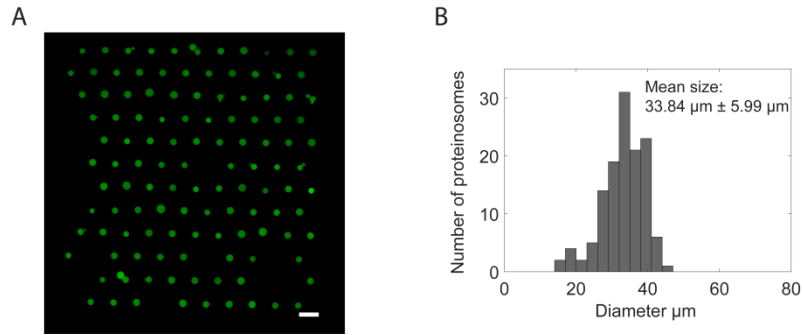 A
B
Mean size:
33.84 µm ± 5.99 µm
Number of proteinosomes
30
20
10
0
0 20 40 60 80
Diameter µm